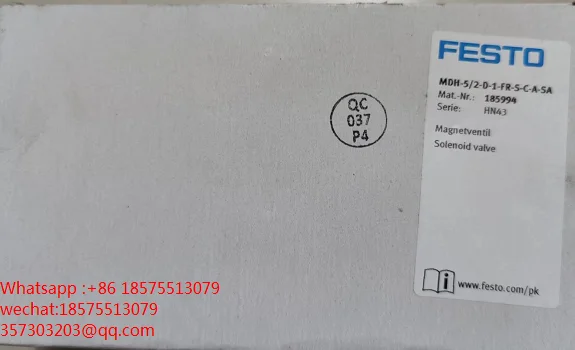 FESTO
MDH-5/2-D-1-FR-S-C-A-SA
Mat.-Nr.: 185994
Serie: HN43
Magnetventil
Solenoid valve
QC
037
P4
www.festo.com/pk
Whatsapp :+86 18575513079
wechat:18575513079
357303203@qq.com